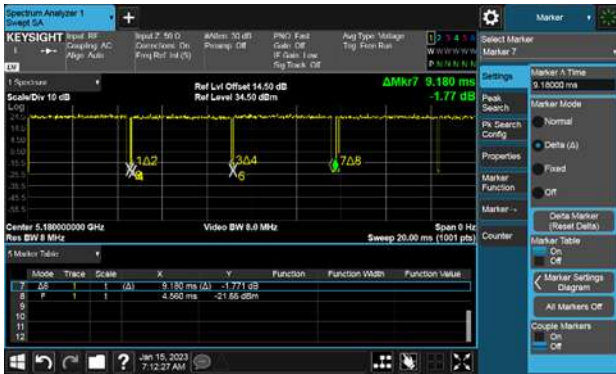 Spectrum Analyzer 1
Swept SA
+
Marker
KEYSIGHT
Input: RF
Coupling: AC
Align: Auto
Input Z: 50 Ω
Corrections: On
Freq Ref: Int (S)
#Atten: 30 dB
Preamp: Off
PNO: Fast
Gate: Off
IF Gain: Low
Sig Track: Off
Avg Type: Voltage
Trig: Free Run
1 2 3 4 5 6
W W W W W W
P N N N N N
LXI
Select Marker
Marker 7
1 Spectrum
Scale/Div 10 dB
Log
Ref Lvl Offset 14.50 dB
Ref Level 34.50 dBm
ΔMkr7 9.180 ms
-1.77 dB
1Δ2
3Δ4
6
7Δ8
Center 5.180000000 GHz
Res BW 8 MHz
Video BW 8.0 MHz
Span 0 Hz
Sweep 20.00 ms (1001 pts)
5 Marker Table
Mode Trace Scale X Y Function Function Width Function Value
7 Δ8 1 t (Δ) 9.180 ms (Δ) -1.771 dB
8 F 1 t 4.560 ms -21.66 dBm
9
10
11
12
Settings
Peak
Search
Pk Search
Config
Properties
Marker
Function
Marker→
Counter
Marker Δ Time
9.18000 ms
Marker Mode
Normal
Delta (Δ)
Fixed
Off
Delta Marker
(Reset Delta)
Marker Table
On
Off
Marker Settings
Diagram
All Markers Off
Couple Markers
On
Off
?
Jan 15, 2023
7:12:27 AM